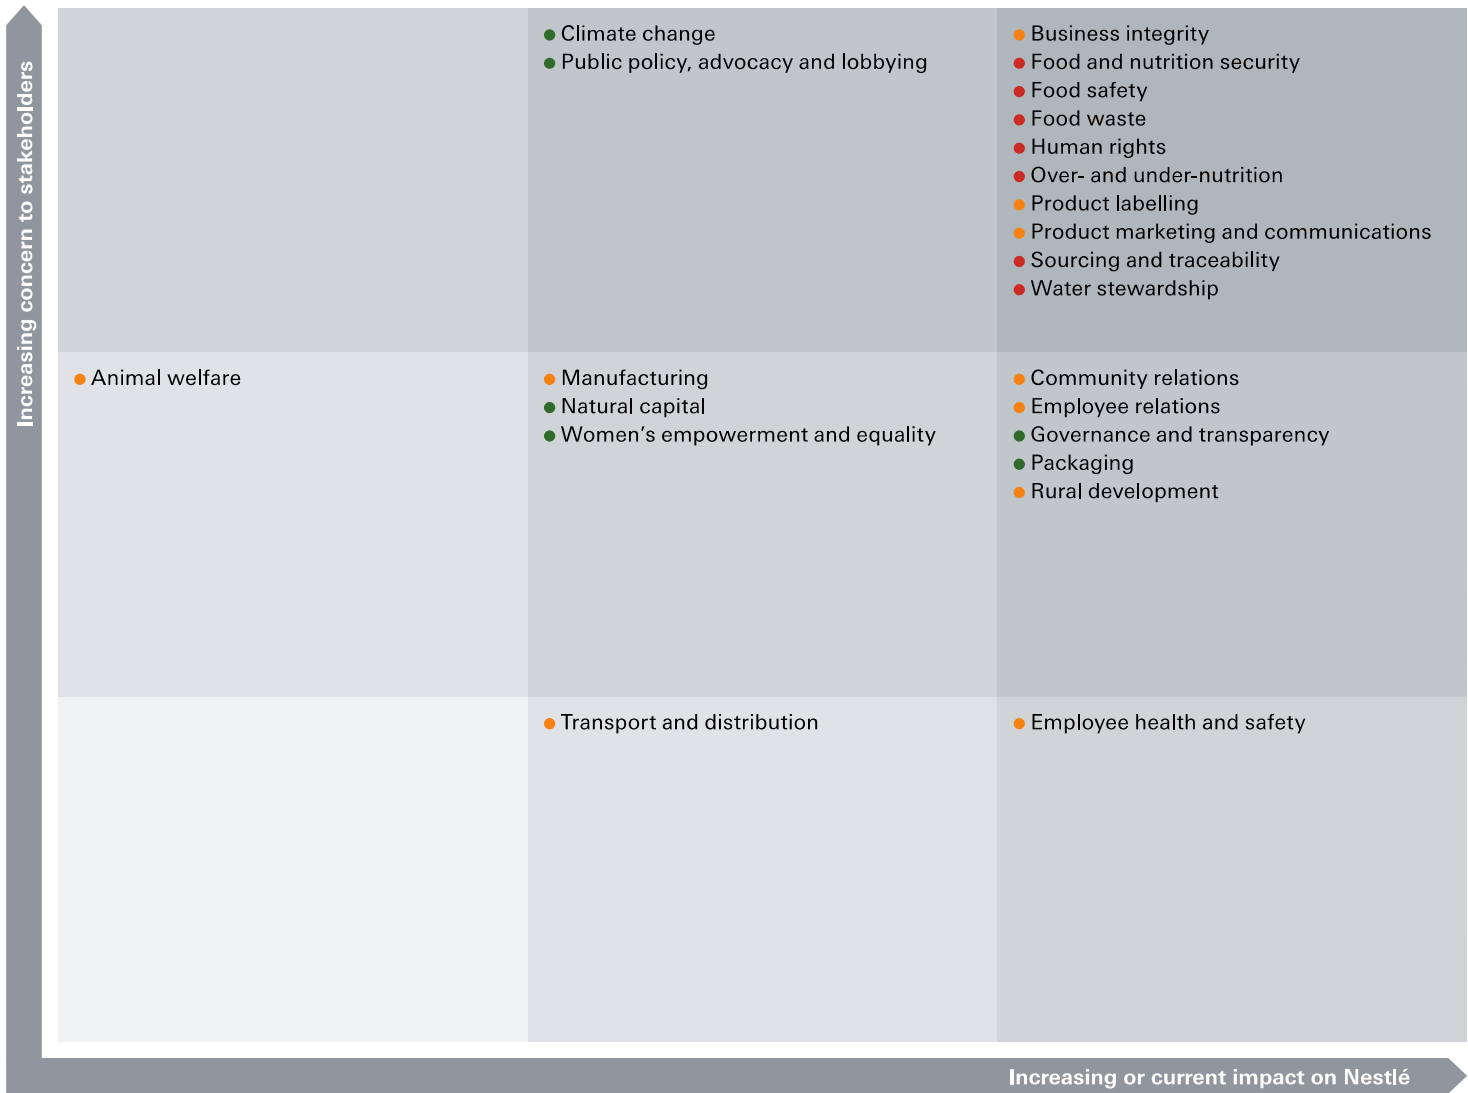 Increasing concern to stakeholders
Climate change
Public policy, advocacy and lobbying
Business integrity
Food and nutrition security
Food safety
Food waste
Human rights
Over- and under-nutrition
Product labelling
Product marketing and communications
Sourcing and traceability
Water stewardship
Animal welfare
Manufacturing
Natural capital
Women’s empowerment and equality
Community relations
Employee relations
Governance and transparency
Packaging
Rural development
Transport and distribution
Employee health and safety
Increasing or current impact on Nestlé